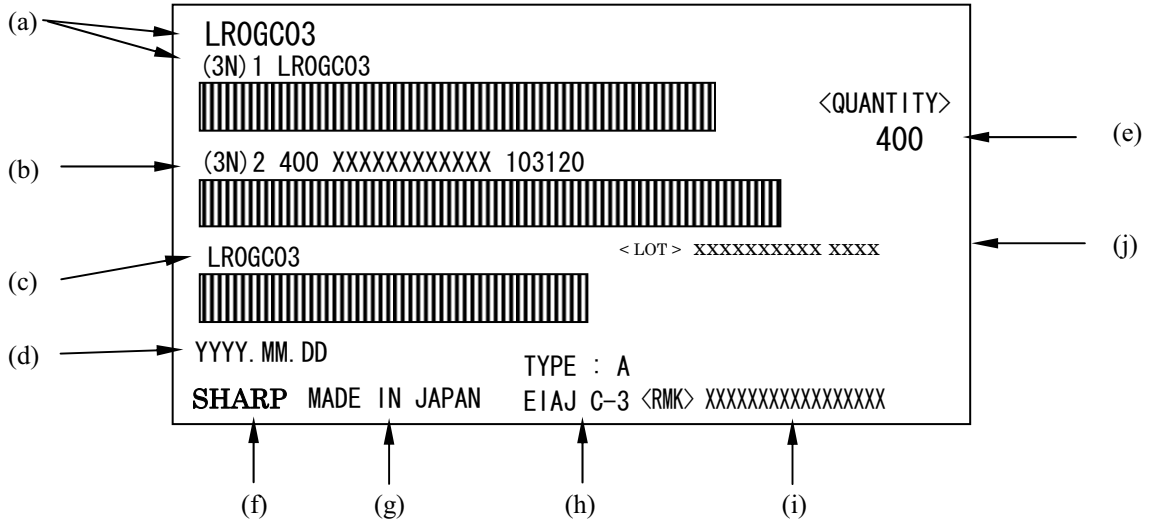 (a)
LR0GC03
(3N)1 LR0GC03
<QUANTITY>
400
(e)
(b)
(3N)2 400 XXXXXXXXXXXX 103120
(c)
LR0GC03
<LOT> XXXXXXXXXX XXXX
(j)
(d)
YYYY.MM.DD
TYPE : A
SHARP MADE IN JAPAN EIAJ C-3 <RMK> XXXXXXXXXXXXXXXXX
(f) (g) (h) (i)